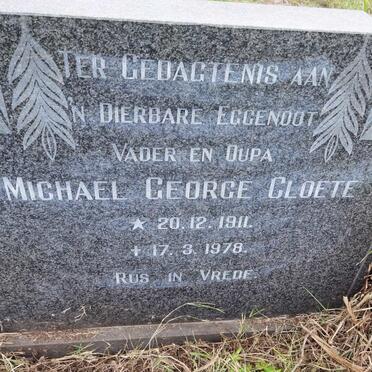 TER GEDAGTENIS AAN
'N DIERBARE EGGENOOT
VADER EN OUPA
MICHAEL GEORGE CLOETE
* 20.12.1911.
+ 17.3.1978.
RUS IN VREDE.